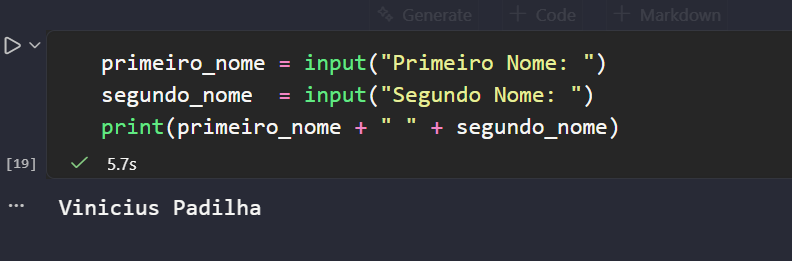 Generate + Code + Markdown
primeiro_nome = input("Primeiro Nome: ")
segundo_nome  = input("Segundo Nome: ")
print(primeiro_nome + " " + segundo_nome)
[19] ✓ 5.7s
... Vinicius Padilha